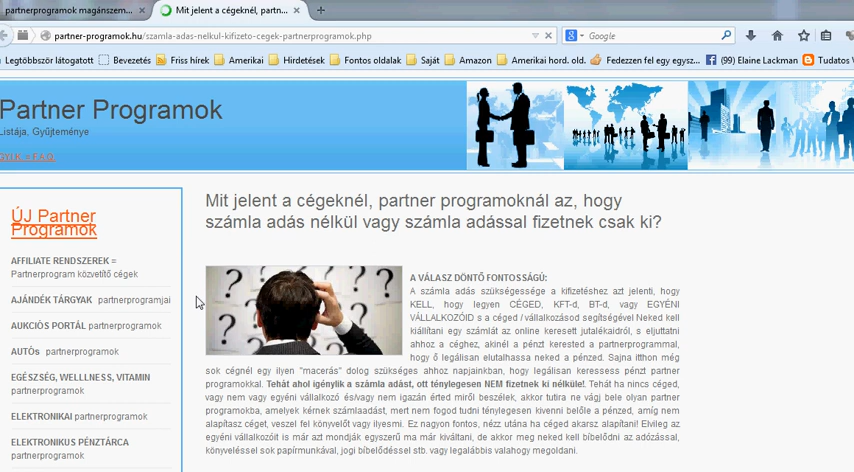 partnerprogramok magánszem...
Mit jelent a cégeknél, partn...
partner-programok.hu/szamla-adas-nelkul-kifizeto-cegek-partnerprogramok.php
Google
Legtöbbször látogatott
Bevezetés
Friss hírek
Amerikai
Hirdetések
Fontos oldalak
Saját
Amazon
Amerikai hord. old.
Fedezzen fel egy egysz...
(99) Elaine Lackman
Tudatos V
Partner Programok
Listája, Gyűjteménye
GYIK = F.A.Q.
ÚJ Partner
Programok
AFFILIATE RENDSZEREK =
Partnerprogram közvetítő cégek
AJÁNDÉK TÁRGYAK partnerprogramjai
AUKCIÓS PORTÁL partnerprogramok
AUTÓs partnerprogramok
EGÉSZSÉG, WELLLNESS, VITAMIN
partnerprogramok
ELEKTRONIKAI partnerprogramok
ELEKTRONIKUS PÉNZTÁRCA
partnerprogramok
Mit jelent a cégeknél, partner programoknál az, hogy
számla adás nélkül vagy számla adással fizetnek csak ki?
A VÁLASZ DÖNTŐ FONTOSSÁGÚ:
A számla adás szükségessége a kifizetéshez azt jelenti, hogy
KELL, hogy legyen CÉGED, KFT-d, BT-d, vagy EGYÉNI
VÁLLALKOZÓID s a céged / vállalkozásod segítségével Neked kell
kiállítani egy számlát az online keresett jutalékaidról, s eljuttatni
ahhoz a céghez, akinél a pénzt kerested a partnerprogrammal,
hogy ő legálisan elutalhassa neked a pénzed. Sajna itthon még
sok cégnél egy ilyen "macerás" dolog szükséges ahhoz napjainkban, hogy legálisan keressess pénzt partner
programokkal. Tehát ahol igénylik a számla adást, ott ténylegesen NEM fizetnek ki nélküle!. Tehát ha nincs céged,
vagy nem vagy egyéni vállalkozó és/vagy nem igazán érted miről beszélek, akkor tutira ne vágj bele olyan partner
programokba, amelyek kérnek számlaadást, mert nem fogod tudni ténylegesen kivenni belőle a pénzed, amíg nem
alapítasz céget, veszel fel könyvelőt vagy ilyesmi. Ez nagyon fontos, nézz utána ha céged akarsz alapítani! Elvileg az
egyéni vállalkozóit is már azt mondják egyszerű ma már kiváltani, de akkor meg neked kell bíbelődni az adózással,
könyveléssel sok papírmunkával, jogi bíbelődéssel stb. vagy legalábbis valahogy megoldani.